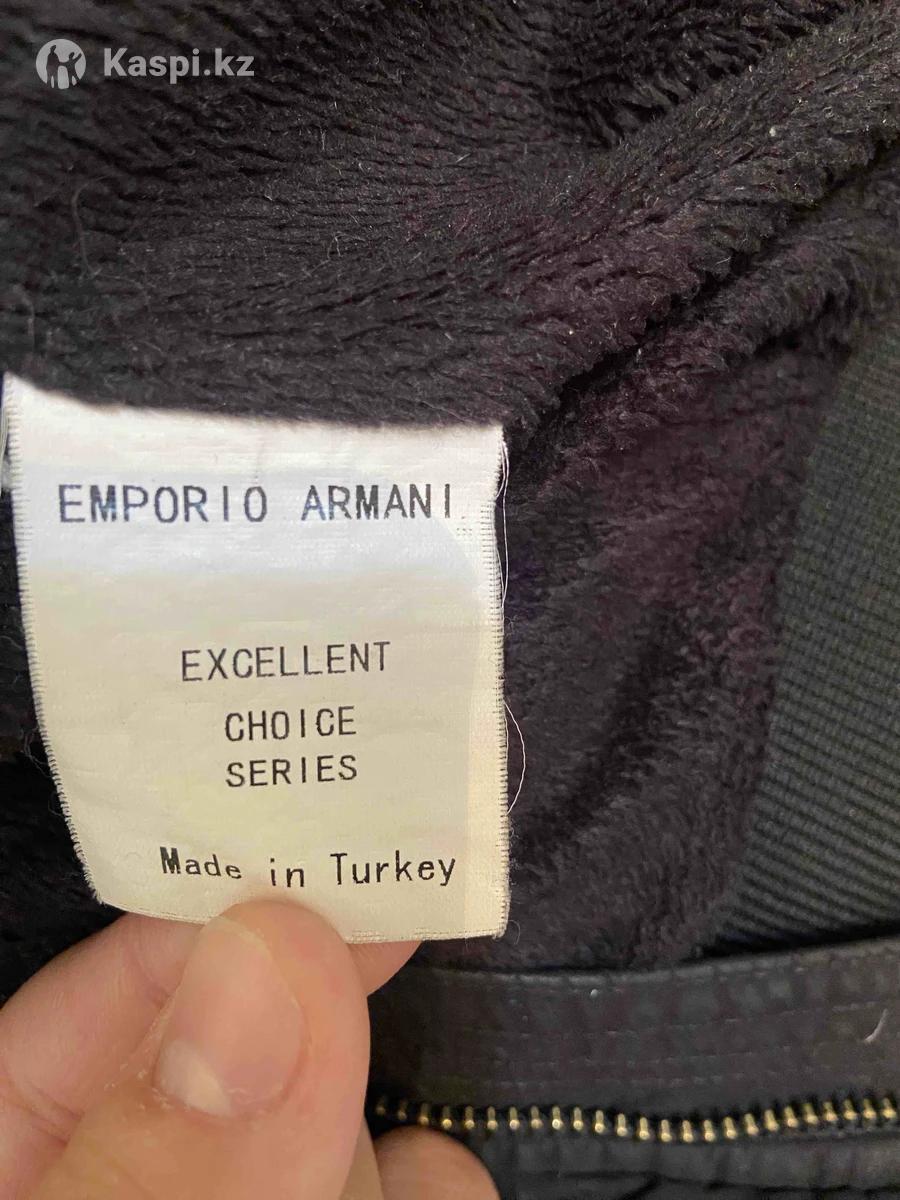 Kaspi.kz
EMPORIO ARMANI
EXCELLENT
CHOICE
SERIES
Made in Turkey